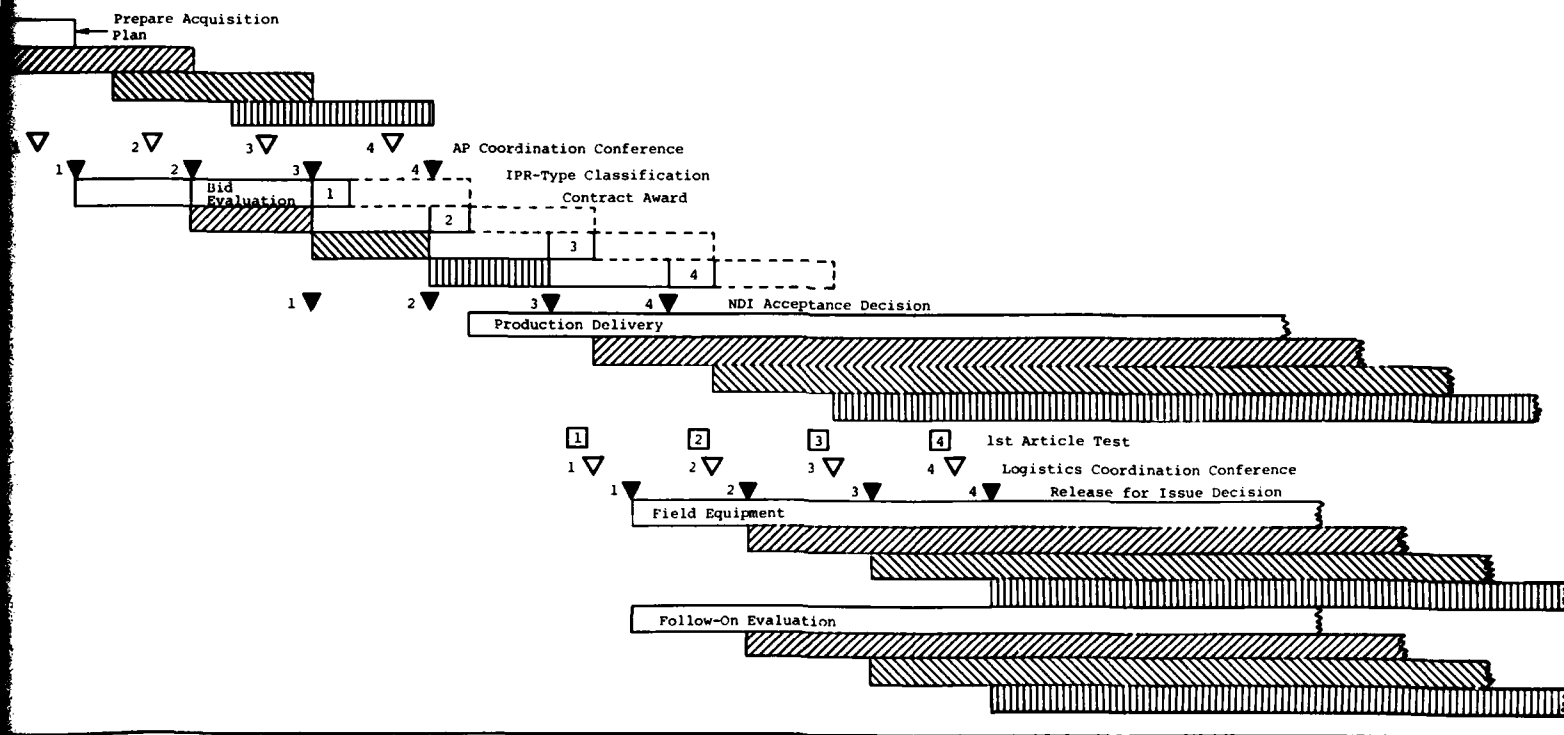 Prepare Acquisition
Plan
2 3 4
AP Coordination Conference
1 2 3 4
IPR-Type Classification
Bid
Evaluation 1
Contract Award
2
3
4
1 2 3 4 NDI Acceptance Decision
Production Delivery
1 2 3 4 1st Article Test
1 2 3 4 Logistics Coordination Conference
1 2 3 4 Release for Issue Decision
Field Equipment
Follow-On Evaluation